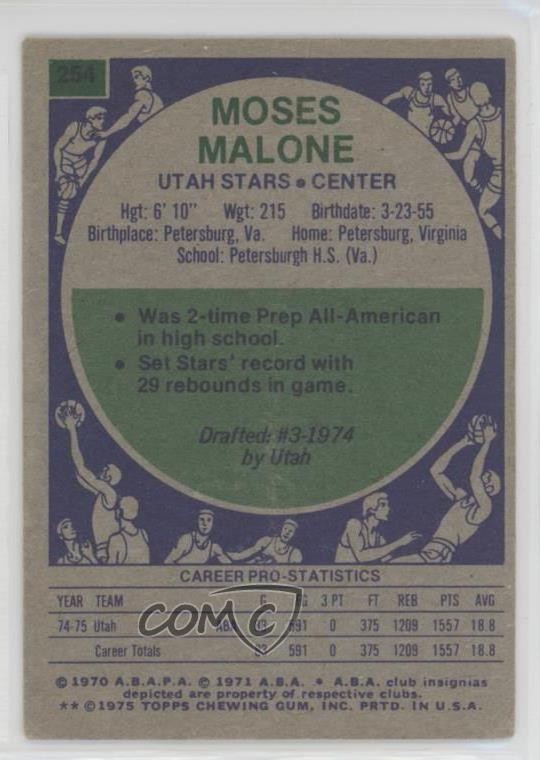 254
MOSES
MALONE
UTAH STARS • CENTER
Hgt: 6' 10" Wgt: 215 Birthdate: 3-23-55
Birthplace: Petersburg, Va. Home: Petersburg, Virginia
School: Petersburgh H.S. (Va.)
• Was 2-time Prep All-American
in high school.
• Set Stars' record with
29 rebounds in game.
Drafted: #3-1974
by Utah
CAREER PRO-STATISTICS
YEAR TEAM G FG 3 PT FT REB PTS AVG
74-75 Utah ABA 83 591 0 375 1209 1557 18.8
Career Totals 83 591 0 375 1209 1557 18.8
COMC
© 1970 A.B.A.P.A. © 1971 A.B.A. • A.B.A. club insignias
depicted are property of respective clubs.
** © 1975 TOPPS CHEWING GUM, INC. PRTD. IN U.S.A.